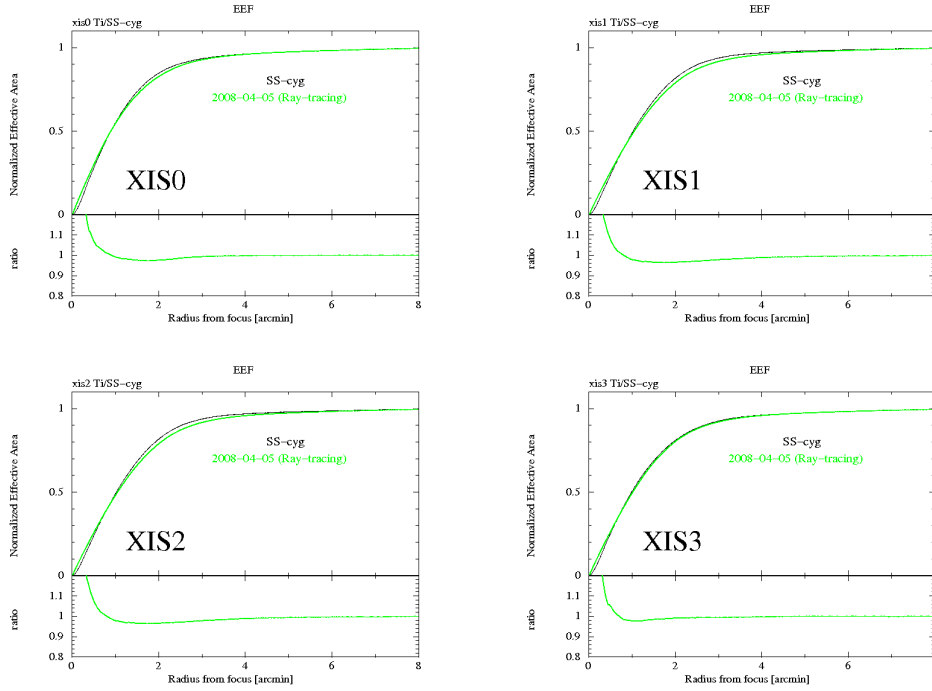 EEF
xis0 Ti/SS-cyg
Normalized Effective Area
1
0.5
0
SS-cyg
2008-04-05 (Ray-tracing)
XIS0
ratio
1.1
1
0.9
0.8
0 2 4 6 8
Radius from focus [arcmin]
EEF
xis1 Ti/SS-cyg
Normalized Effective Area
1
0.5
0
SS-cyg
2008-04-05 (Ray-tracing)
XIS1
ratio
1.1
1
0.9
0.8
0 2 4 6
Radius from focus [arcmin]
EEF
xis2 Ti/SS-cyg
Normalized Effective Area
1
0.5
0
SS-cyg
2008-04-05 (Ray-tracing)
XIS2
ratio
1.1
1
0.9
0.8
0 2 4 6 8
Radius from focus [arcmin]
EEF
xis3 Ti/SS-cyg
Normalized Effective Area
1
0.5
0
SS-cyg
2008-04-05 (Ray-tracing)
XIS3
ratio
1.1
1
0.9
0.8
0 2 4 6
Radius from focus [arcmin]